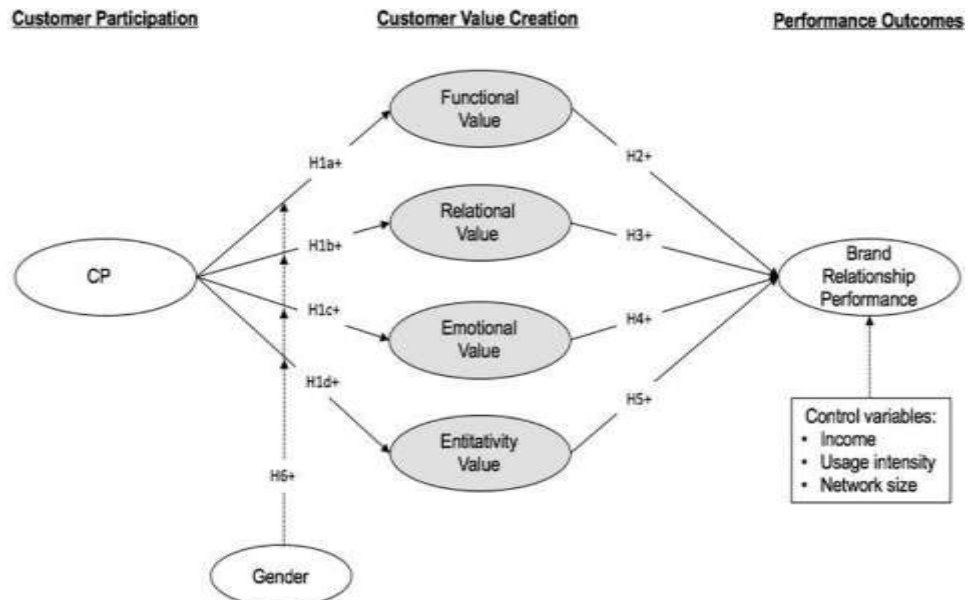 Customer Participation
Customer Value Creation
Performance Outcomes
Functional
Value
H1a+
H2+
Relational
Value
H1b+
H3+
CP
Brand
Relationship
Performance
H1c+
Emotional
Value
H4+
H1d+
H5+
Entitativity
Value
Control variables:
• Income
• Usage intensity
• Network size
H6+
Gender